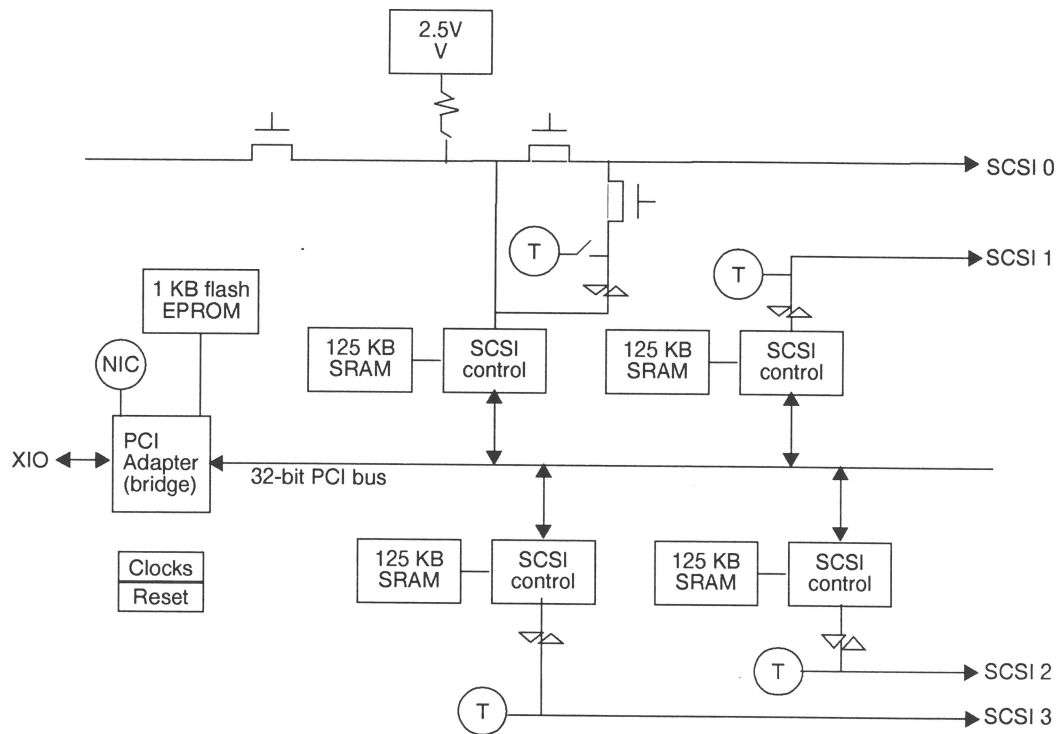 2.5V
V
SCSI 0
T
T
SCSI 1
1 KB flash
EPROM
125 KB
SRAM
SCSI
control
125 KB
SRAM
SCSI
control
NIC
PCI
Adapter
(bridge)
XIO
32-bit PCI bus
Clocks
Reset
125 KB
SRAM
SCSI
control
125 KB
SRAM
SCSI
control
T
SCSI 2
T
SCSI 3